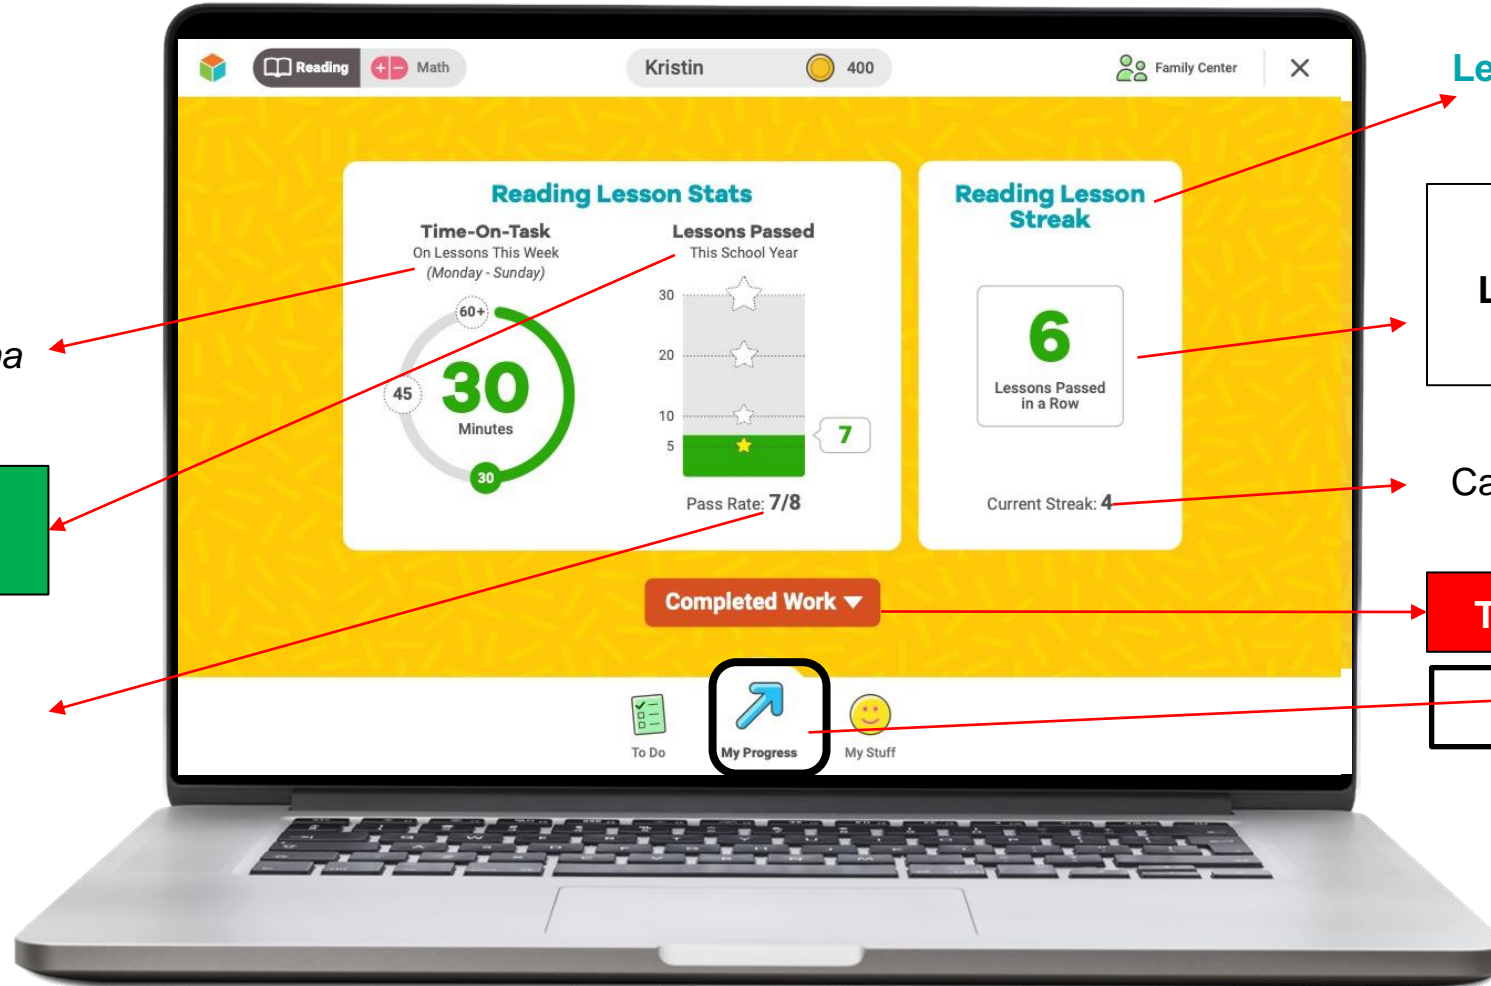 Reading
Math
Kristin
400
Family Center
Reading Lesson Stats
Time-On-Task
On Lessons This Week
(Monday - Sunday)
60+
45
30
Minutes
30
Lessons Passed
This School Year
30
20
10
5
7
Pass Rate: 7/8
Reading Lesson
Streak
6
Lessons Passed
in a Row
Current Streak: 4
Completed Work
To Do
My Progress
My Stuff
Le
L
Ca
T
a